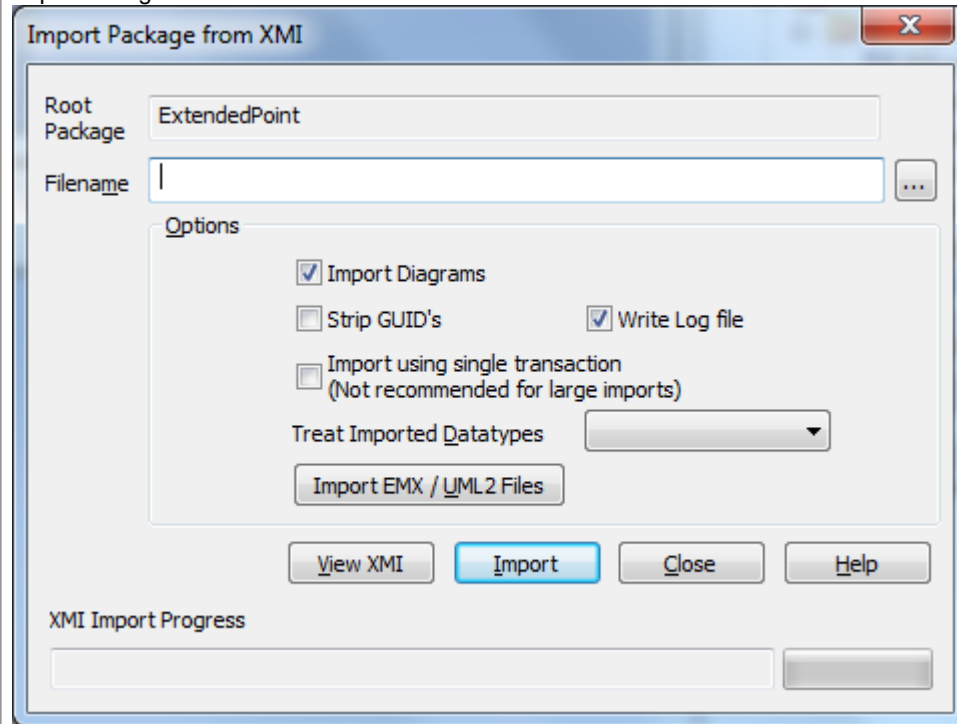 Import Package from XMI
Root
Package
ExtendedPoint
Filename
...
Options
Import Diagrams
Strip GUID's
Write Log file
Import using single transaction
(Not recommended for large imports)
Treat Imported Datatypes
Import EMX / UML2 Files
View XMI
Import
Close
Help
XMI Import Progress